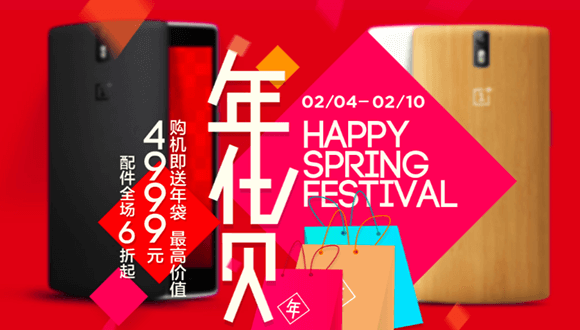 年货
购机即送年袋 最高价值
4999元
配件全场6折起
02/04–02/10
HAPPY
SPRING
FESTIVAL
年